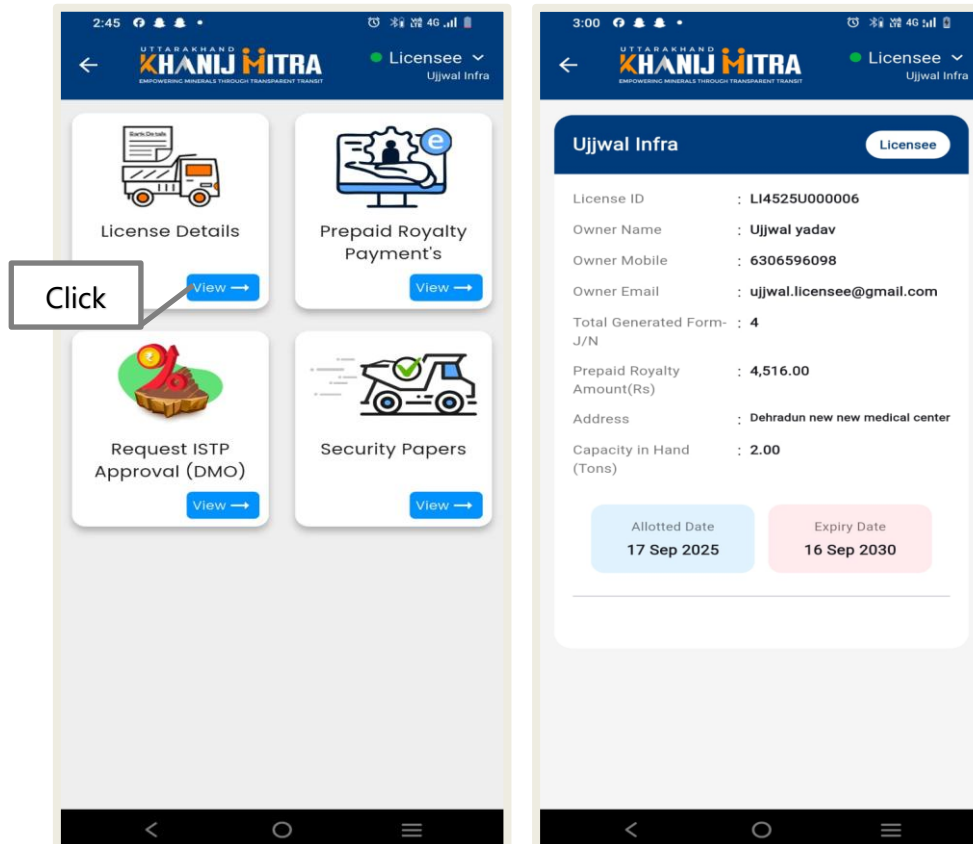 2:45
4G
UTTARAKHAND
KHANIJ MITRA
EMPOWERING MINERALS THROUGH TRANSPARENT TRANSIT
Licensee
Ujjwal Infra
License Details
View →
Prepaid Royalty
Payment's
View →
Click
Request ISTP
Approval (DMO)
View →
Security Papers
View →
3:00
4G
UTTARAKHAND
KHANIJ MITRA
EMPOWERING MINERALS THROUGH TRANSPARENT TRANSIT
Licensee
Ujjwal Infra
Ujjwal Infra
Licensee
License ID : LI4525U000006
Owner Name : Ujjwal yadav
Owner Mobile : 6306596098
Owner Email : ujjwal.licensee@gmail.com
Total Generated Form- : 4
J/N
Prepaid Royalty : 4,516.00
Amount(Rs)
Address : Dehradun new new medical center
Capacity in Hand : 2.00
(Tons)
Allotted Date
17 Sep 2025
Expiry Date
16 Sep 2030